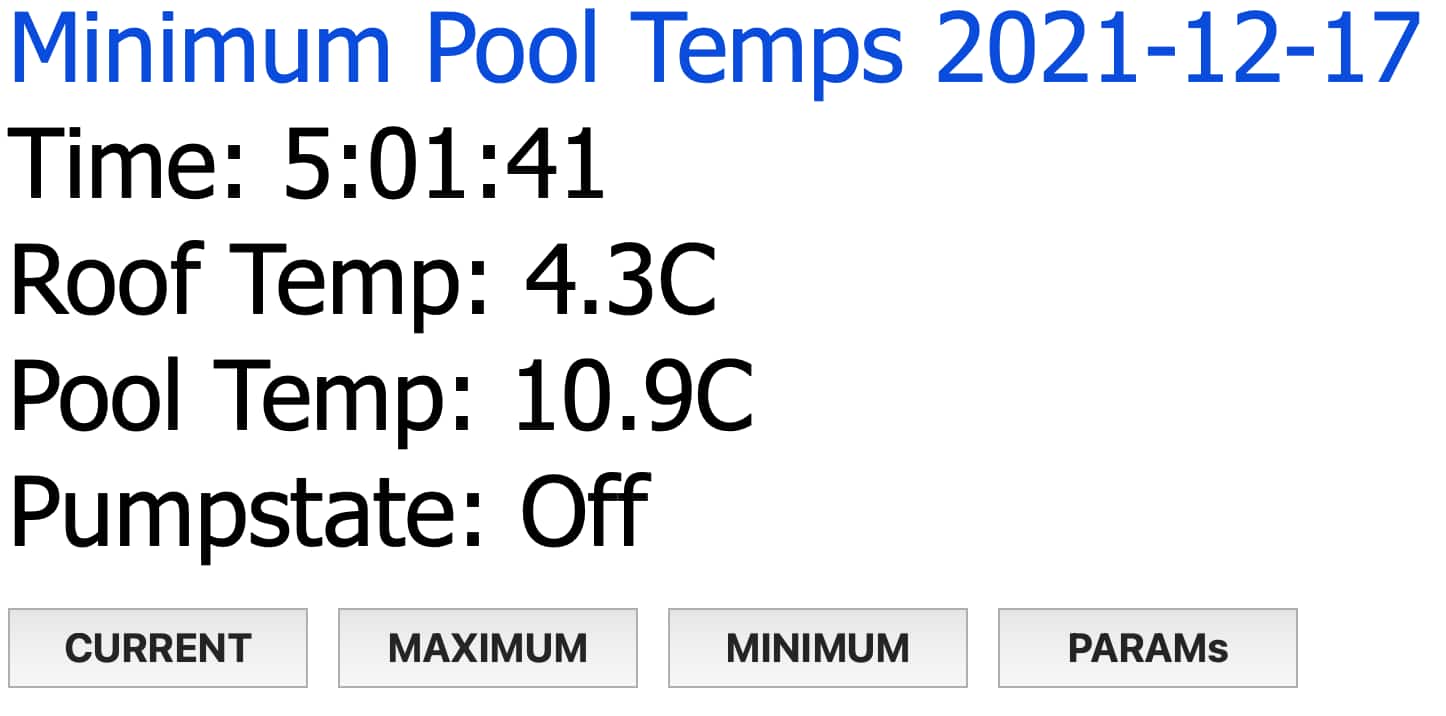 Minimum Pool Temps 2021-12-17
Time: 5:01:41
Roof Temp: 4.3C
Pool Temp: 10.9C
Pumpstate: Off
CURRENT MAXIMUM MINIMUM PARAMs